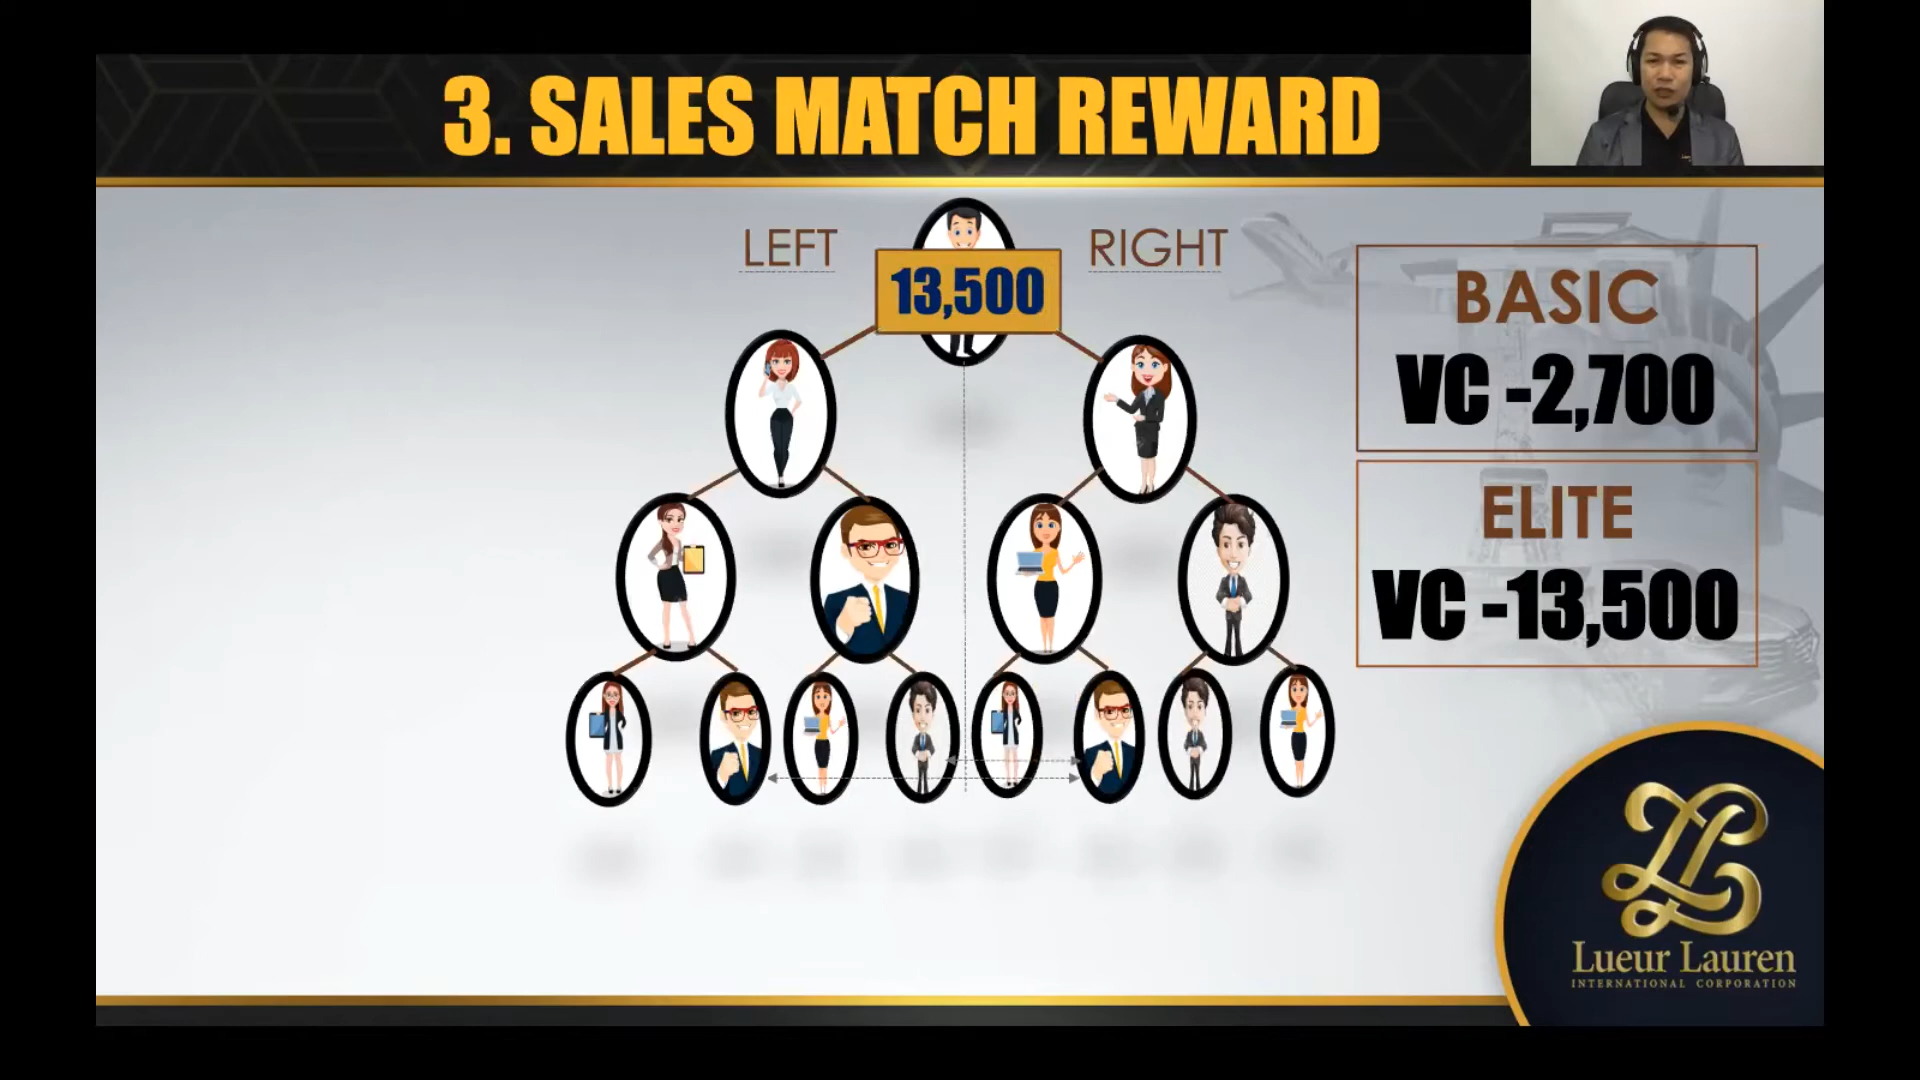 3. SALES MATCH REWARD
LEFT
RIGHT
13,500
BASIC
VC -2,700
ELITE
VC -13,500
Lueur Lauren
INTERNATIONAL CORPORATION